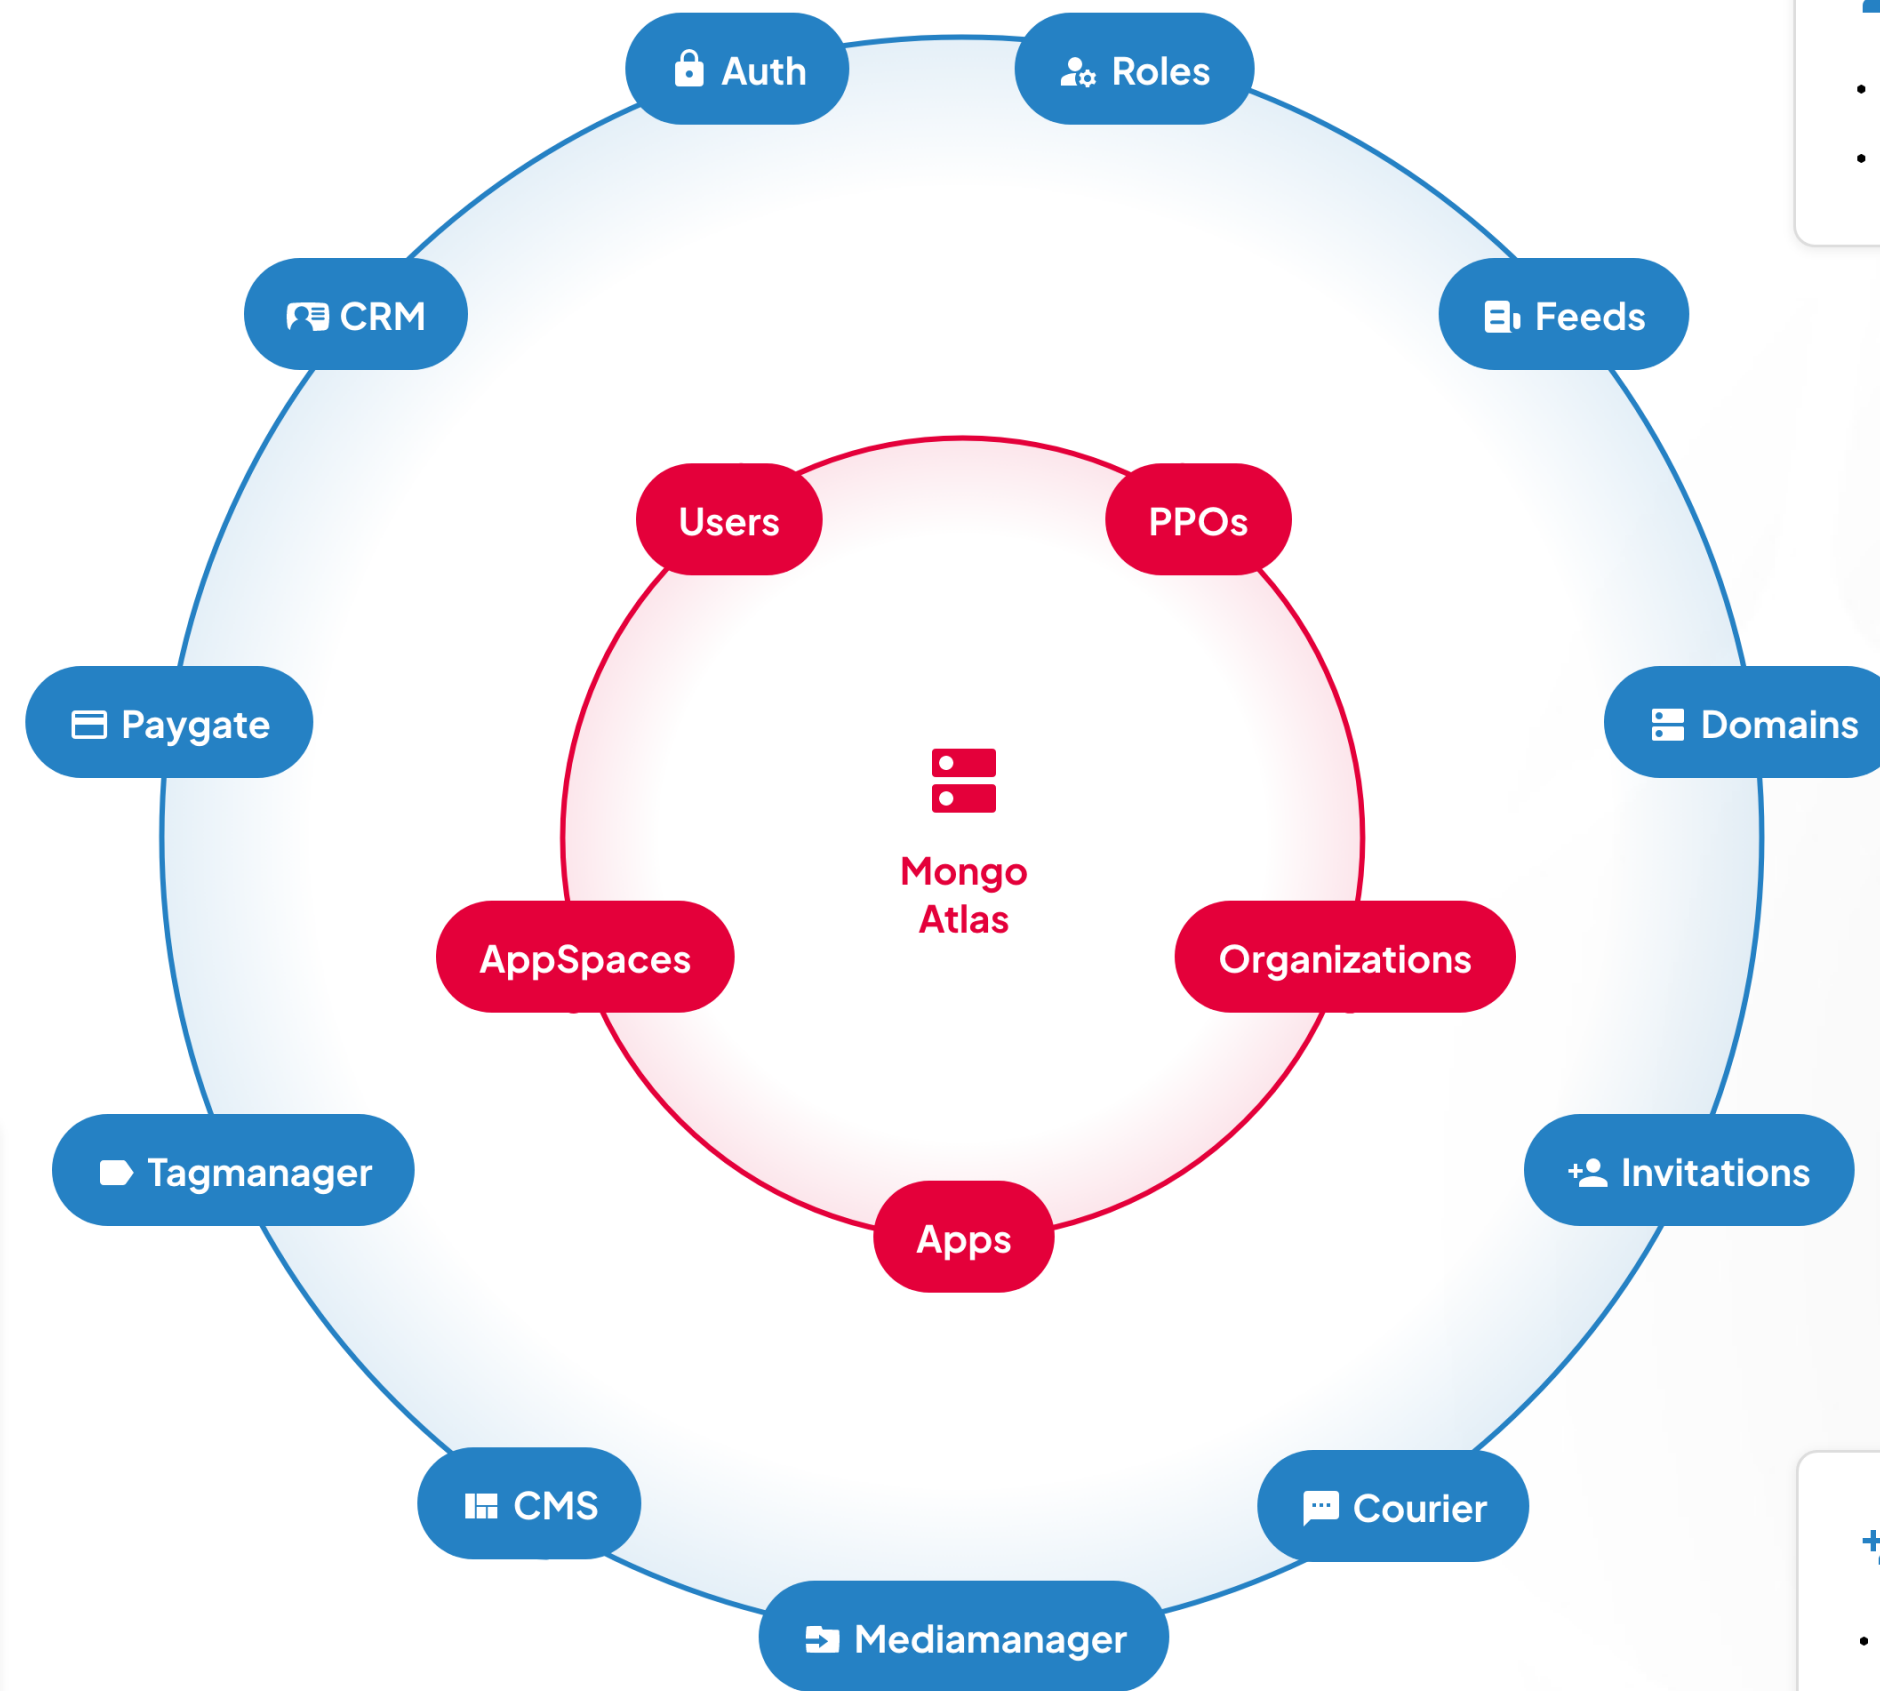 Auth
Roles
CRM
Feeds
Users
PPOs
Paygate
Domains
Mongo
Atlas
AppSpaces
Organizations
Tagmanager
Invitations
Apps
CMS
Courier
Mediamanager